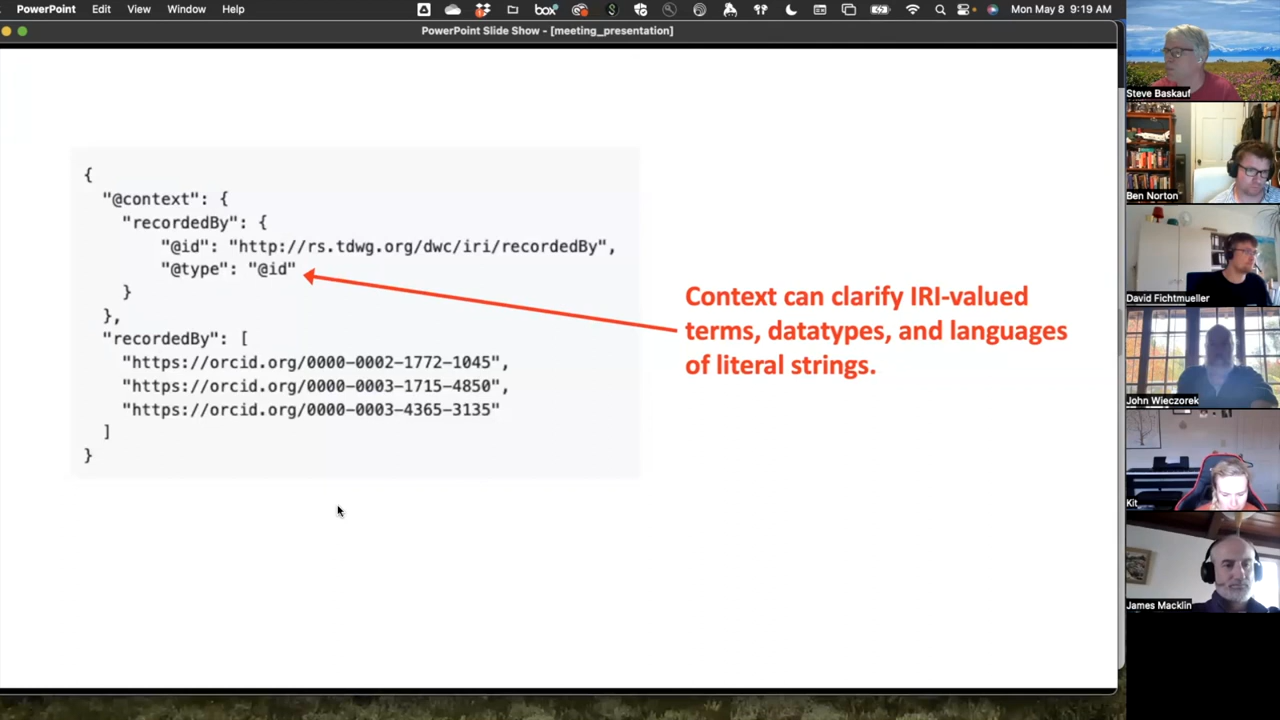 PowerPoint Edit View Window Help
box
S
Mon May 8 9:19 AM
PowerPoint Slide Show - [meeting_presentation]
{
"@context": {
"recordedBy": {
"@id": "http://rs.tdwg.org/dwc/iri/recordedBy",
"@type": "@id"
}
},
"recordedBy": [
"https://orcid.org/0000-0002-1772-1045",
"https://orcid.org/0000-0003-1715-4850",
"https://orcid.org/0000-0003-4365-3135"
]
}
Context can clarify IRI-valued
terms, datatypes, and languages
of literal strings.
Steve Baskauf
Ben Norton
David Fichtmueller
John Wieczorek
Kit
James Macklin